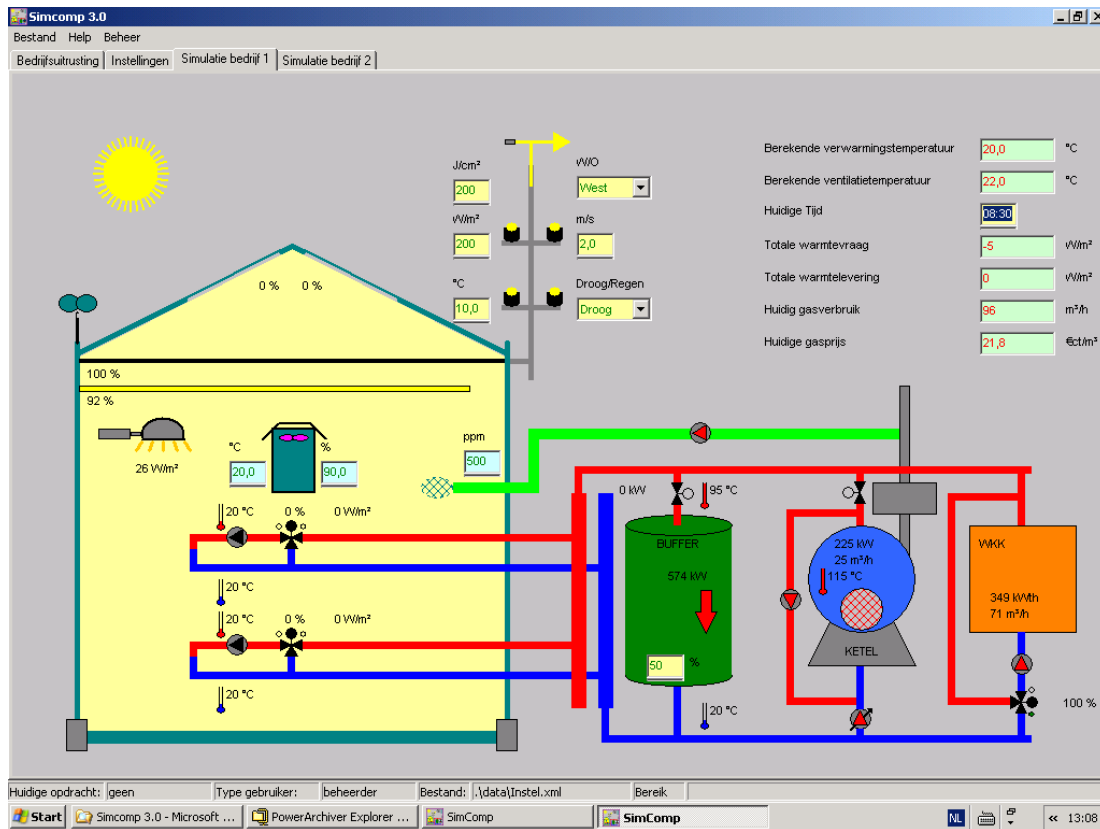 Simcomp 3.0
Bestand Help Beheer
Bedrijfsuitrusting Instellingen Simulatie bedrijf 1 Simulatie bedrijf 2
J/cm²
200
W/O
West
W/m²
200
m/s
2,0
°C
10,0
Droog/Regen
Droog
Berekende verwarmingstemperatuur 20,0 °C
Berekende ventilatietemperatuur 22,0 °C
Huidige Tijd 08:30
Totale warmtevraag -5 W/m²
Totale warmtelevering 0 W/m²
Huidig gasverbruik 96 m³/h
Huidige gasprijs 21,8 €ct/m³
0 % 0 %
100 %
92 %
26 W/m²
°C
20,0
%
90,0
ppm
500
20 °C 0 % 0 W/m²
20 °C
20 °C 0 % 0 W/m²
20 °C
0 kW 95 °C
BUFFER
574 kW
50 %
20 °C
225 kW
25 m³/h
115 °C
KETEL
WKK
349 kWth
71 m³/h
100 %
Huidige opdracht: geen Type gebruiker: beheerder Bestand: .\data\Instel.xml Bereik
Start Simcomp 3.0 - Microsoft ... PowerArchiver Explorer ... SimComp SimComp NL « 13:08